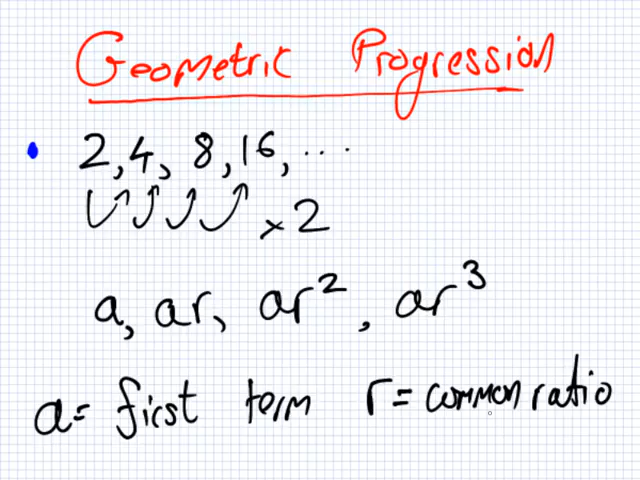 Geometric Progression
2, 4, 8, 16, ...
× 2
a, ar, ar², ar³
a = first term r = common ratio